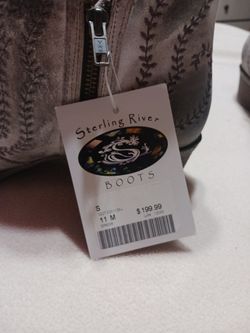 Sterling River
BOOTS
S
11 M
$199.99